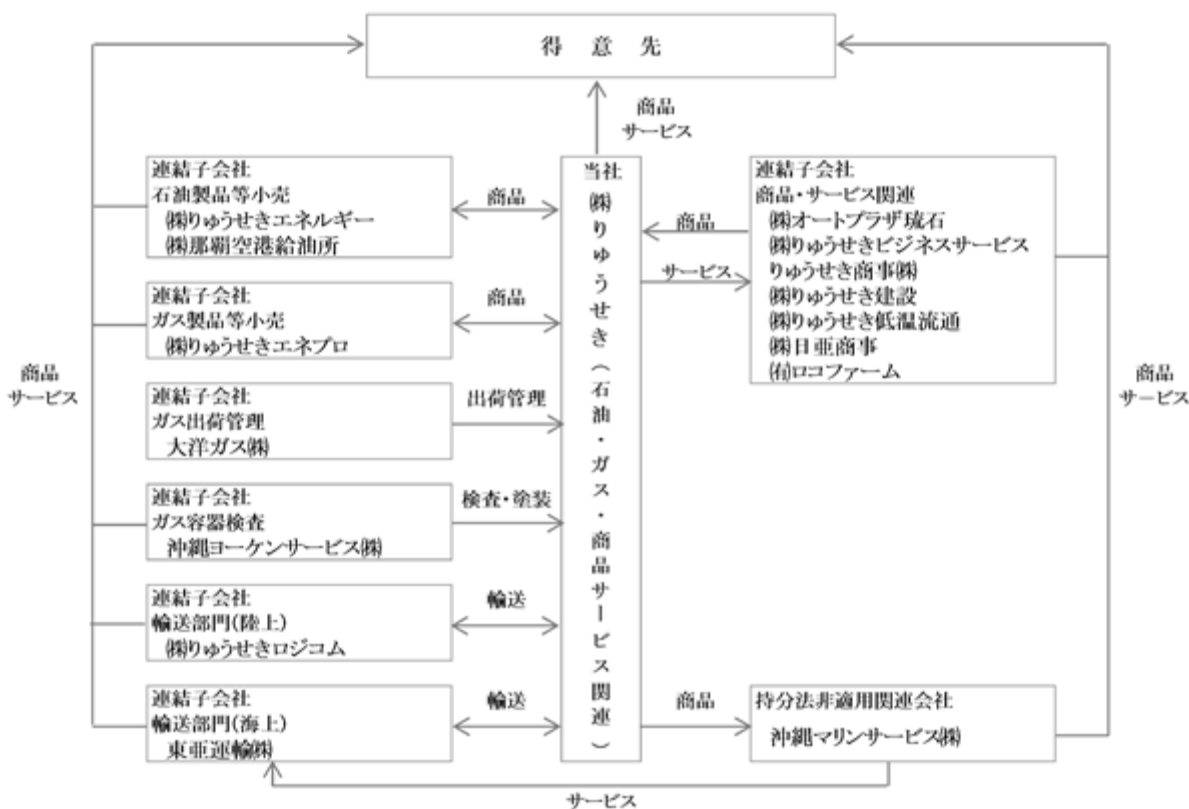 得意先
商品
サービス
連結子会社
石油製品等小売
㈱りゅうせきエネルギー
㈱那覇空港給油所
商品
連結子会社
ガス製品等小売
㈱りゅうせきエネプロ
商品
連結子会社
ガス出荷管理
大洋ガス㈱
出荷管理
連結子会社
ガス容器検査
沖縄ヨーケンサービス㈱
検査・塗装
連結子会社
輸送部門(陸上)
㈱りゅうせきロジコム
輸送
連結子会社
輸送部門(海上)
東亜運輸㈱
輸送
商品
サービス
当社
㈱りゅうせき(石油・ガス・商品サービス関連)
商品
サービス
連結子会社
商品・サービス関連
㈱オートプラザ琉石
㈱りゅうせきビジネスサービス
りゅうせき商事㈱
㈱りゅうせき建設
㈱りゅうせき低温流通
㈱日亜商事
㈲ロコファーム
商品
サービス
商品
持分法非適用関連会社
沖縄マリンサービス㈱
サービス